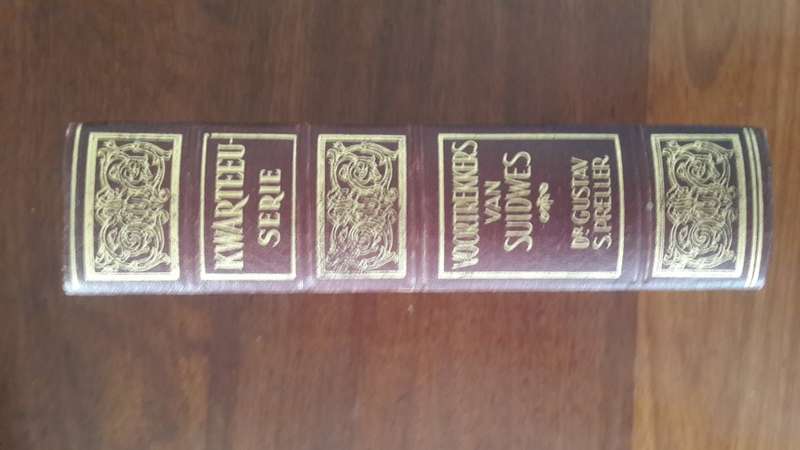 KWARTEEU-
SERIE
VOORTREKKERS
VAN
SUIDWES
DR GUSTAV
S. PRELLER